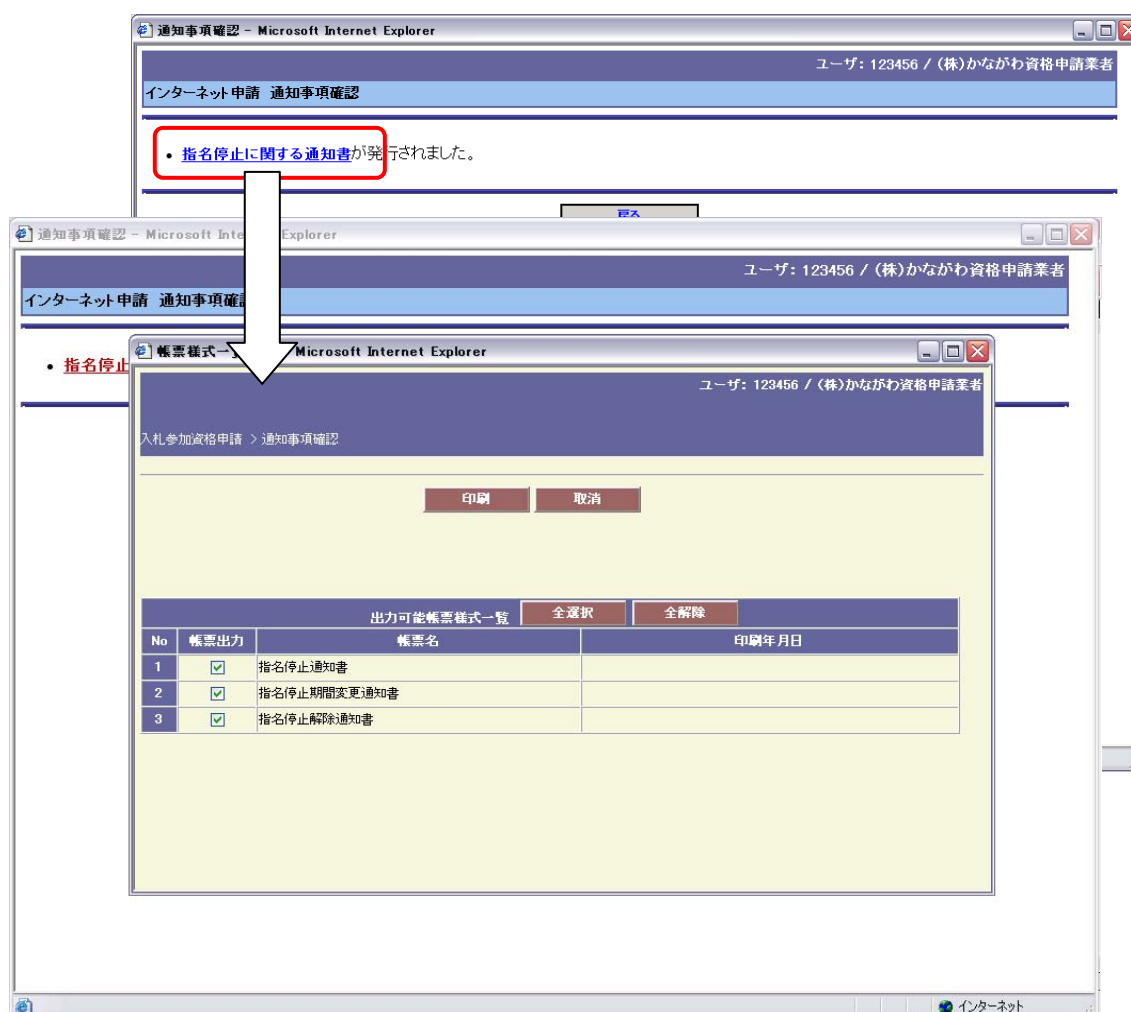 通知事項確認 - Microsoft Internet Explorer
ユーザ: 123456 / (株)かながわ資格申請業者
インターネット申請 通知事項確認
• 指名停止に関する通知書が発行されました。
戻る
通知事項確認 - Microsoft Inte Explorer
ユーザ: 123456 / (株)かながわ資格申請業者
インターネット申請 通知事項確認
• 指名停止
帳票様式一 Microsoft Internet Explorer
ユーザ: 123456 / (株)かながわ資格申請業者
入札参加資格申請 > 通知事項確認
印刷 取消
出力可能帳票様式一覧 全選択 全解除
No 帳票出力 帳票名 印刷年月日
1 指名停止通知書
2 指名停止期間変更通知書
3 指名停止解除通知書
インターネット